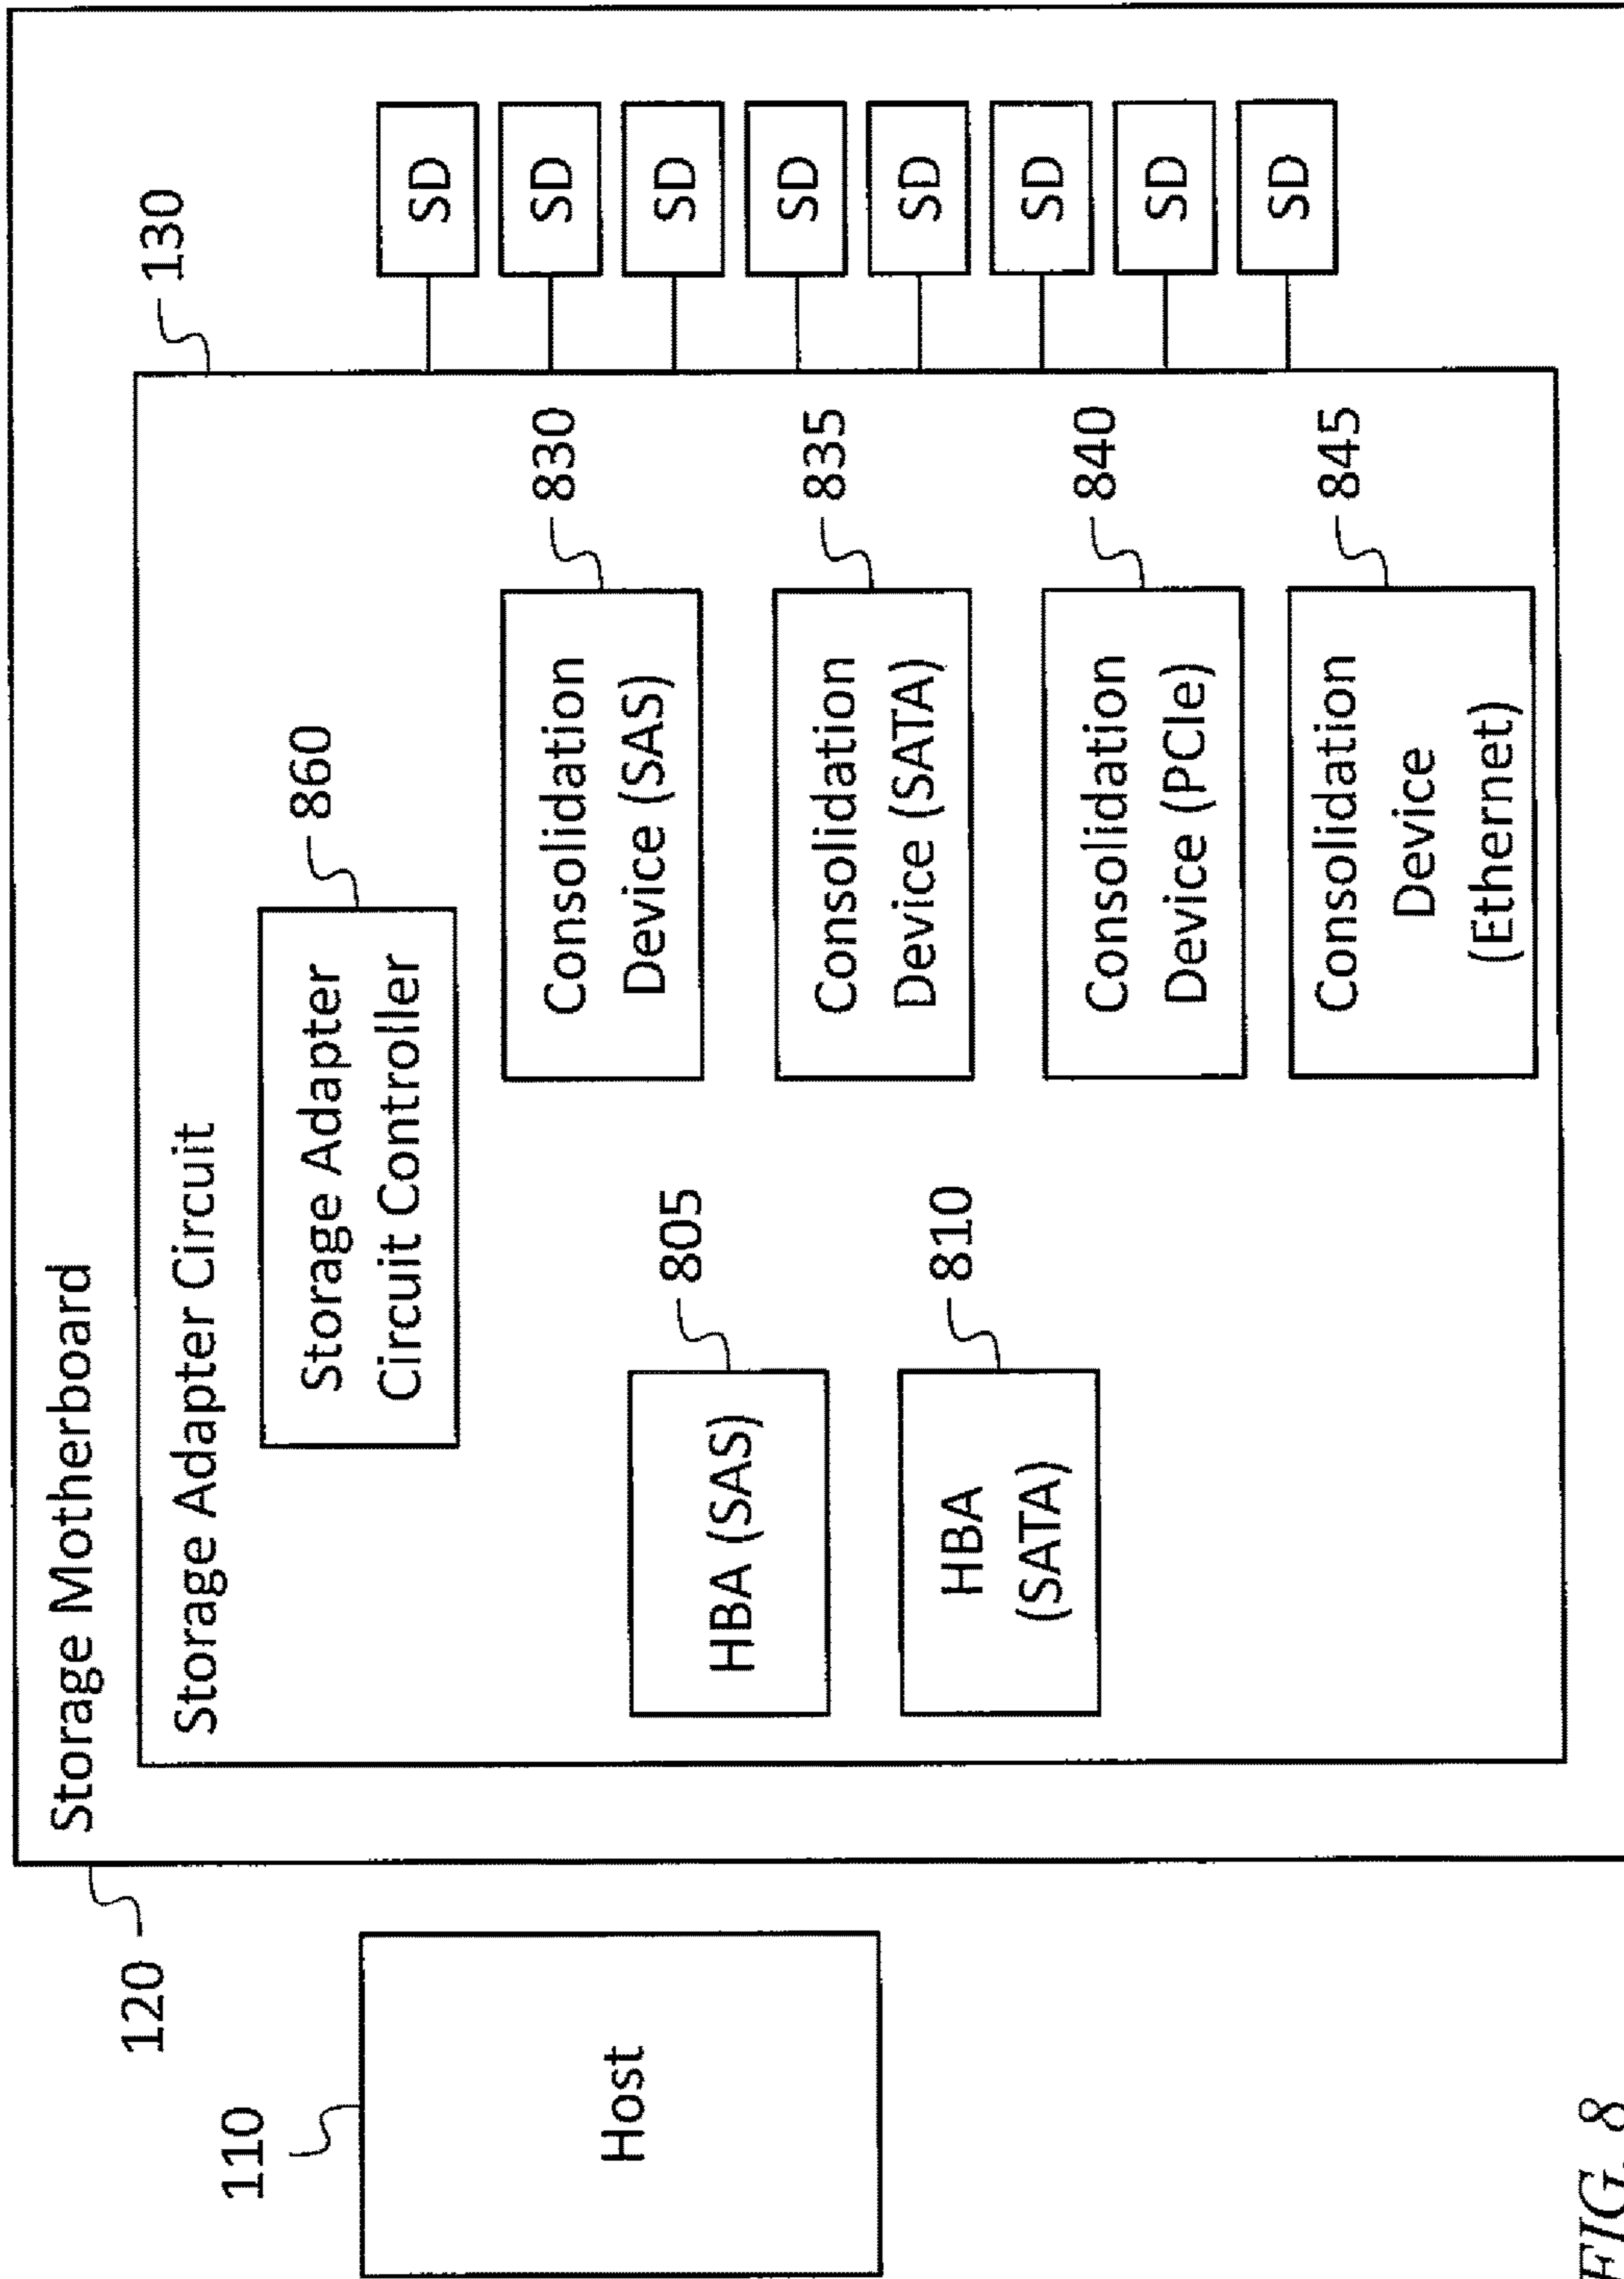 120
Storage Motherboard
110
Host
Storage Adapter Circuit
130
Storage Adapter
Circuit Controller
860
HBA (SAS)
805
HBA
(SATA)
810
Consolidation
Device (SAS)
830
Consolidation
Device (SATA)
835
Consolidation
Device (PCIe)
840
Consolidation
Device
(Ethernet)
845
SD
SD
SD
SD
SD
SD
SD
SD
FIG. 8